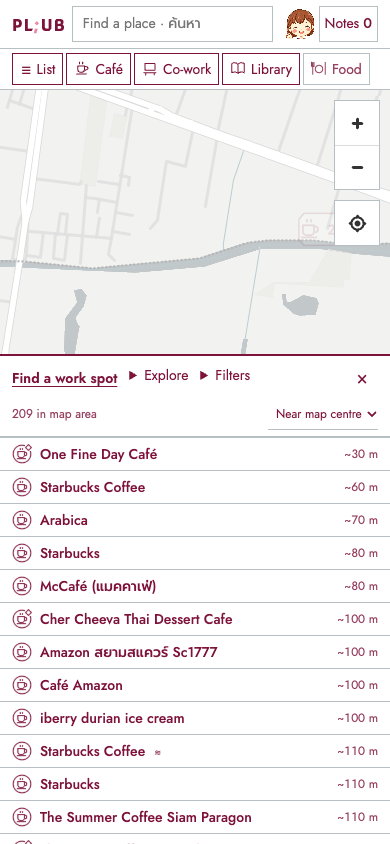 PL;UB
Find a place · ค้นหา
Notes 0
≡ List
Café
Co-work
Library
Food
+
−
Find a work spot
▶ Explore
▶ Filters
×
209 in map area
Near map centre
One Fine Day Café ~30 m
Starbucks Coffee ~60 m
Arabica ~70 m
Starbucks ~80 m
McCafé (แมคคาเฟ่) ~80 m
Cher Cheeva Thai Dessert Cafe ~100 m
Amazon สยามสแควร์ Sc1777 ~100 m
Café Amazon ~100 m
iberry durian ice cream ~100 m
Starbucks Coffee ≈ ~110 m
Starbucks ~110 m
The Summer Coffee Siam Paragon ~110 m